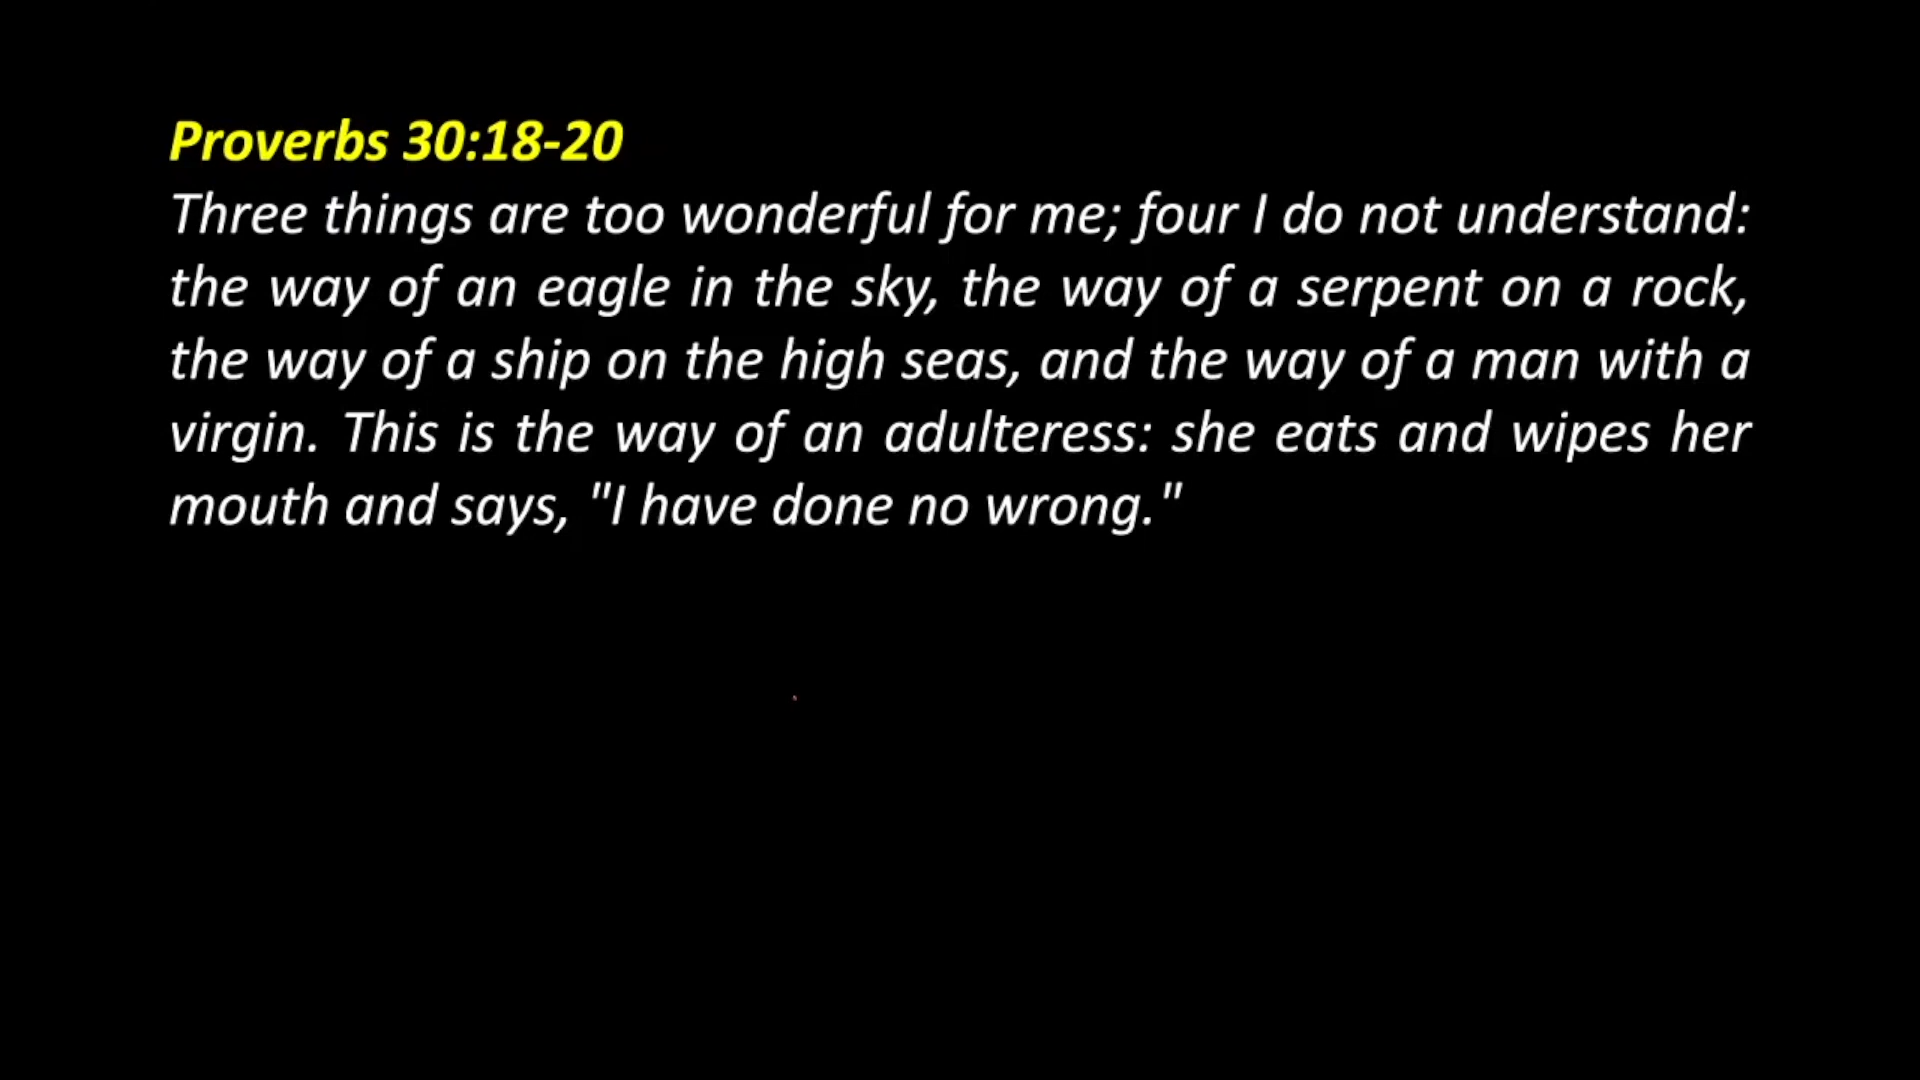 Proverbs 30:18-20
Three things are too wonderful for me; four I do not understand:
the way of an eagle in the sky, the way of a serpent on a rock,
the way of a ship on the high seas, and the way of a man with a
virgin. This is the way of an adulteress: she eats and wipes her
mouth and says, "I have done no wrong."